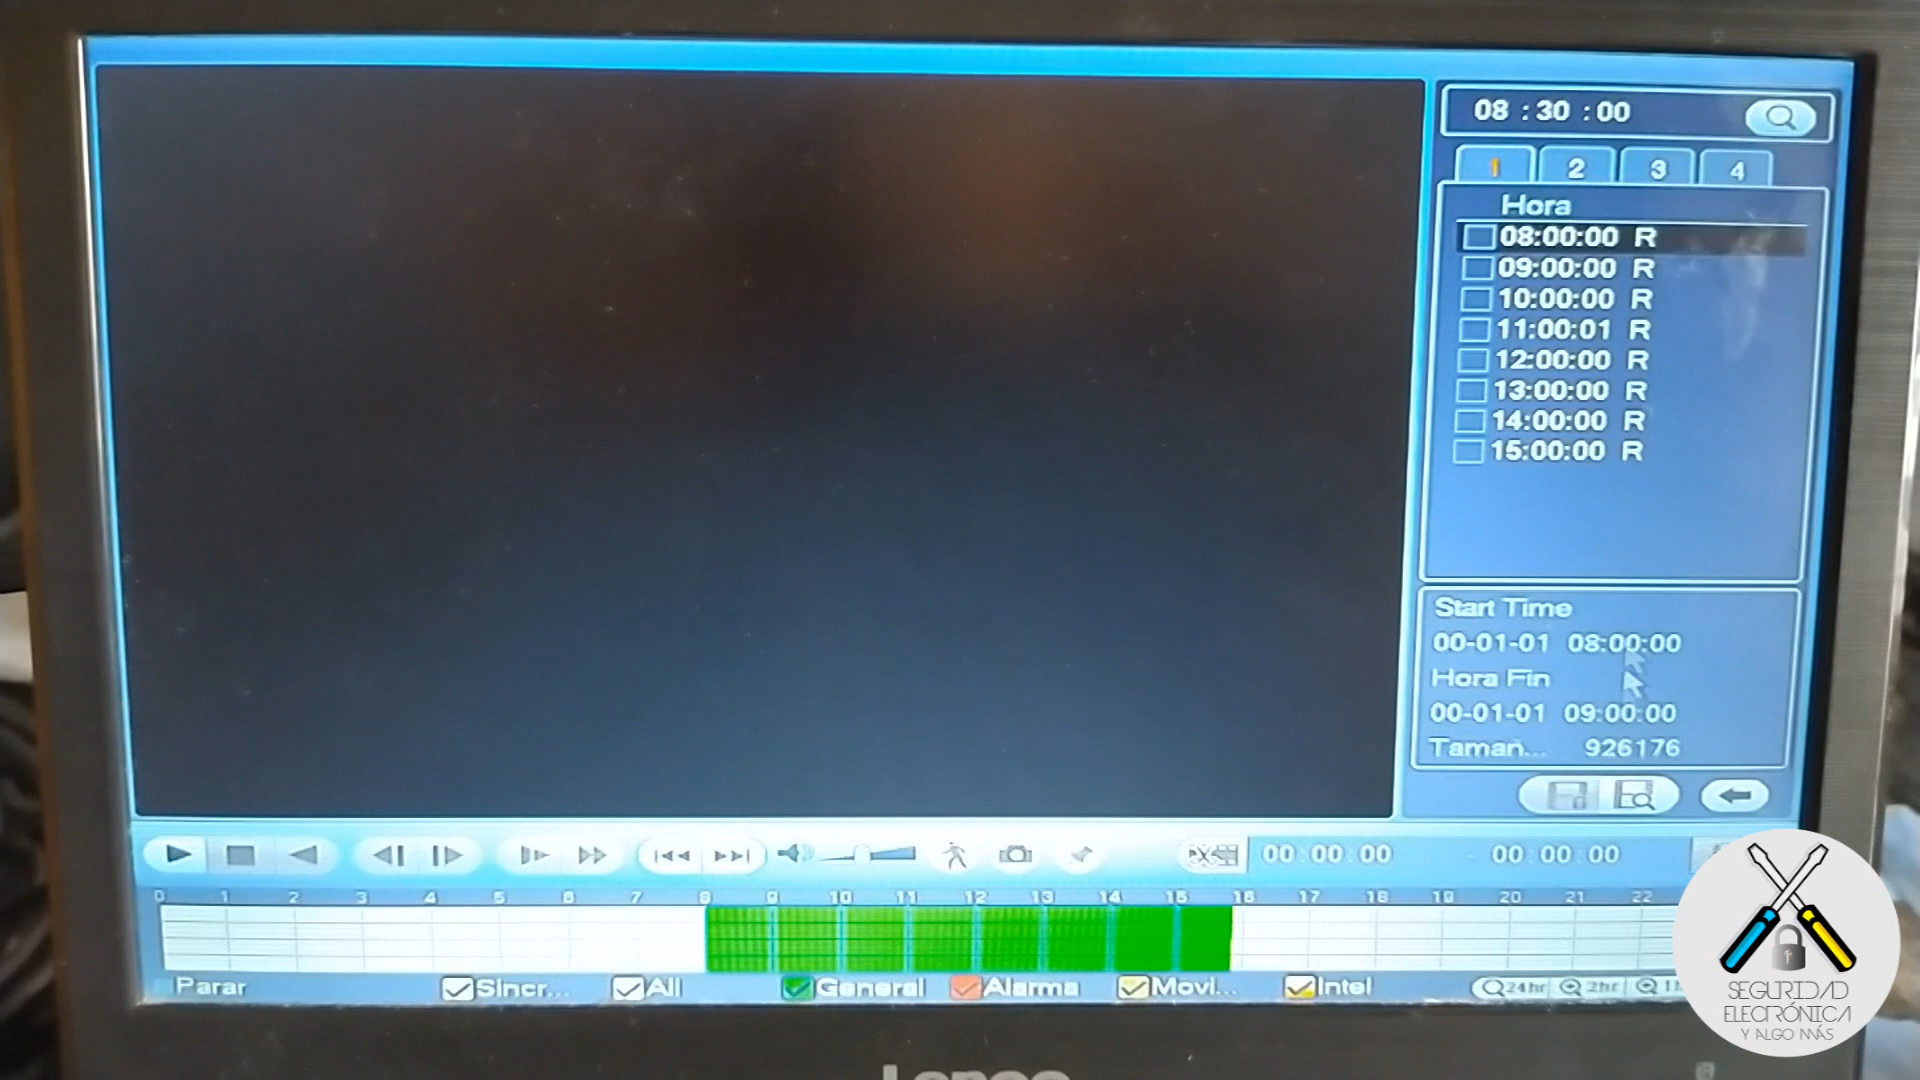 08 : 30 : 00
1 2 3 4
Hora
08:00:00 R
09:00:00 R
10:00:00 R
11:00:01 R
12:00:00 R
13:00:00 R
14:00:00 R
15:00:00 R
Start Time
00-01-01 08:00:00
Hora Fin
00-01-01 09:00:00
Tamañ... 926176
00:00:00 - 00:00:00
0 1 2 3 4 5 6 7 8 9 10 11 12 13 14 15 16 17 18 19 20 21 22
Parar Sincr... All General Alarma Movi... Intel 24hr 2hr
SEGURIDAD
ELECTRÓNICA
Y ALGO MÁS